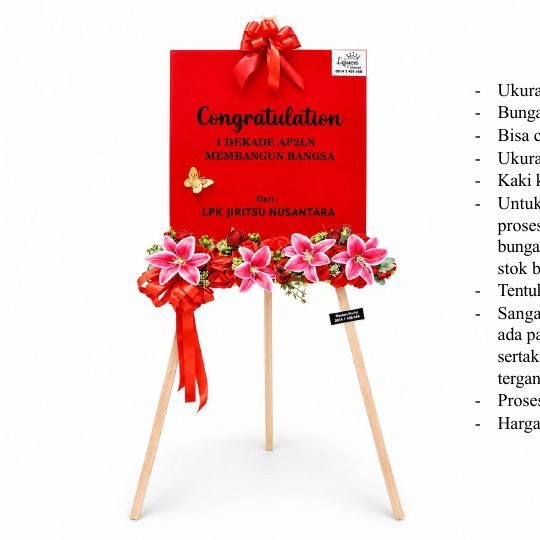 Congratulation
1 DEKADE AP2LN
MEMBANGUN BANGSA
Dari :
LPK JIRITSU NUSANTARA
- Ukura
- Bunga
- Bisa c
- Ukura
- Kaki k
- Untuk
proses
bunga
stok b
- Tentuk
- Sanga
ada pa
sertak
tergan
- Proses
- Harga